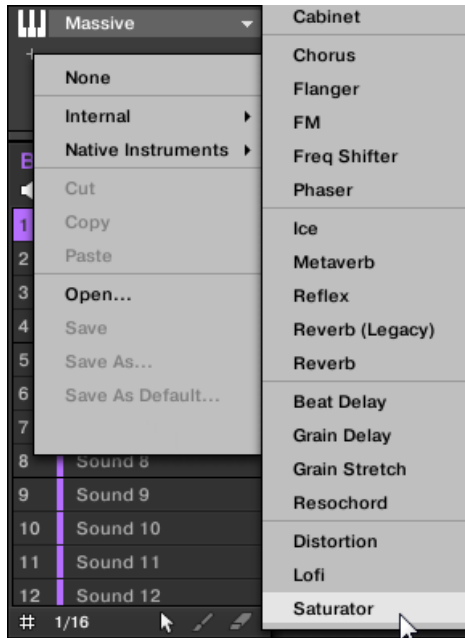 Massive
+
None
Internal
Native Instruments
Cut
Copy
Paste
Open...
Save
Save As...
Save As Default...
1
2
3
4
5
6
7
8 Sound 8
9 Sound 9
10 Sound 10
11 Sound 11
12 Sound 12
# 1/16
Cabinet
Chorus
Flanger
FM
Freq Shifter
Phaser
Ice
Metaverb
Reflex
Reverb (Legacy)
Reverb
Beat Delay
Grain Delay
Grain Stretch
Resochord
Distortion
Lofi
Saturator